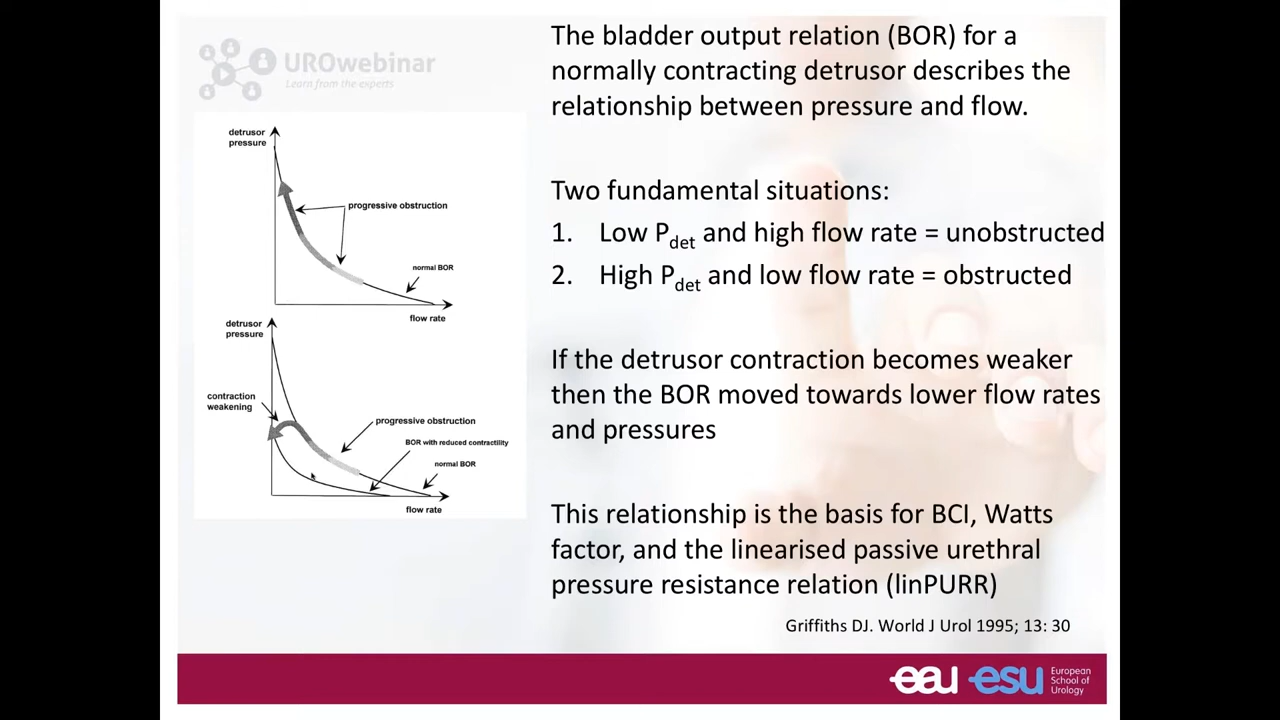 UROwebinar
Learn from the experts
The bladder output relation (BOR) for a
normally contracting detrusor describes the
relationship between pressure and flow.
Two fundamental situations:
1. Low Pdet and high flow rate = unobstructed
2. High Pdet and low flow rate = obstructed
If the detrusor contraction becomes weaker
then the BOR moved towards lower flow rates
and pressures
This relationship is the basis for BCI, Watts
factor, and the linearised passive urethral
pressure resistance relation (linPURR)
Griffiths DJ. World J Urol 1995; 13: 30
detrusor
pressure
progressive obstruction
normal BOR
flow rate
detrusor
pressure
contraction
weakening
progressive obstruction
BOR with reduced contractility
normal BOR
flow rate
eau
esu
European
School of
Urology